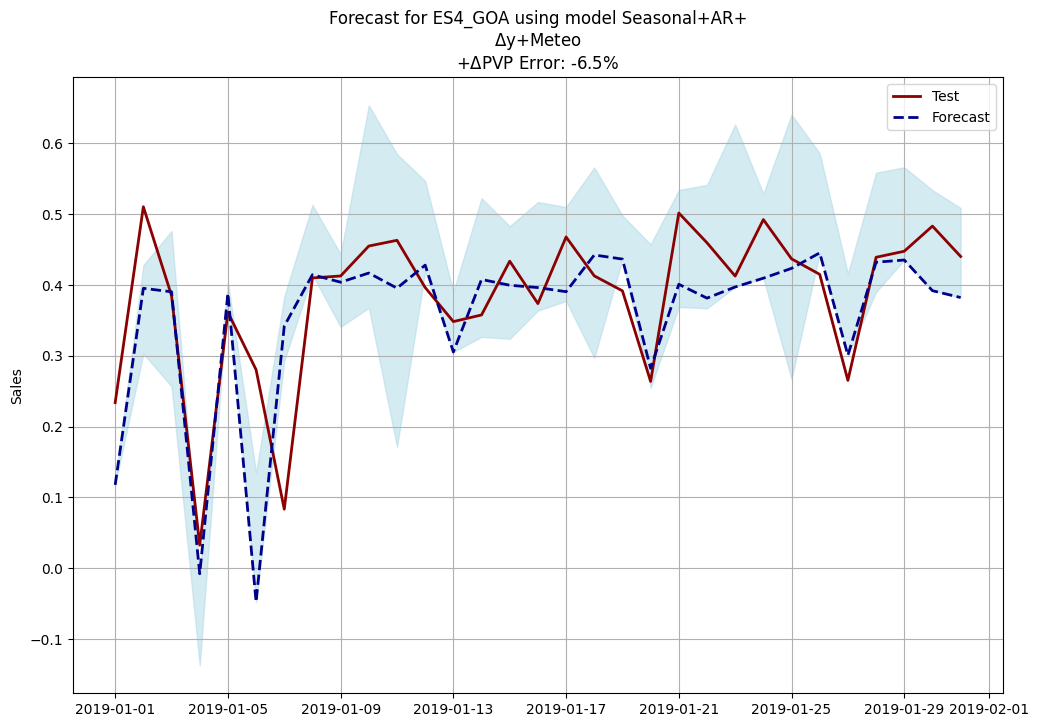 Forecast for ES4_GOA using model Seasonal+AR+
Δy+Meteo
+ΔPVP Error: -6.5%
Test
Forecast
Sales
0.6
0.5
0.4
0.3
0.2
0.1
0.0
−0.1
2019-01-01
2019-01-05
2019-01-09
2019-01-13
2019-01-17
2019-01-21
2019-01-25
2019-01-29
2019-02-01